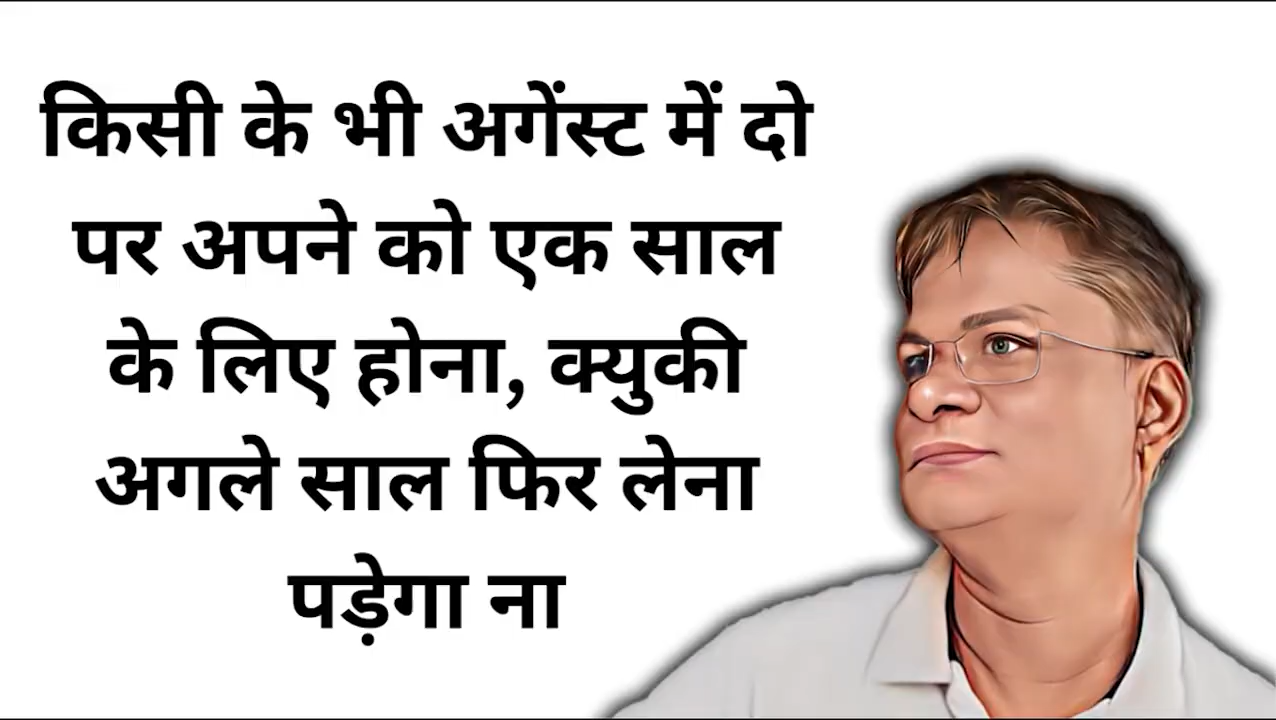 किसी के भी अगेंस्ट में दो
पर अपने को एक साल
के लिए होना, क्युकी
अगले साल फिर लेना
पड़ेगा ना